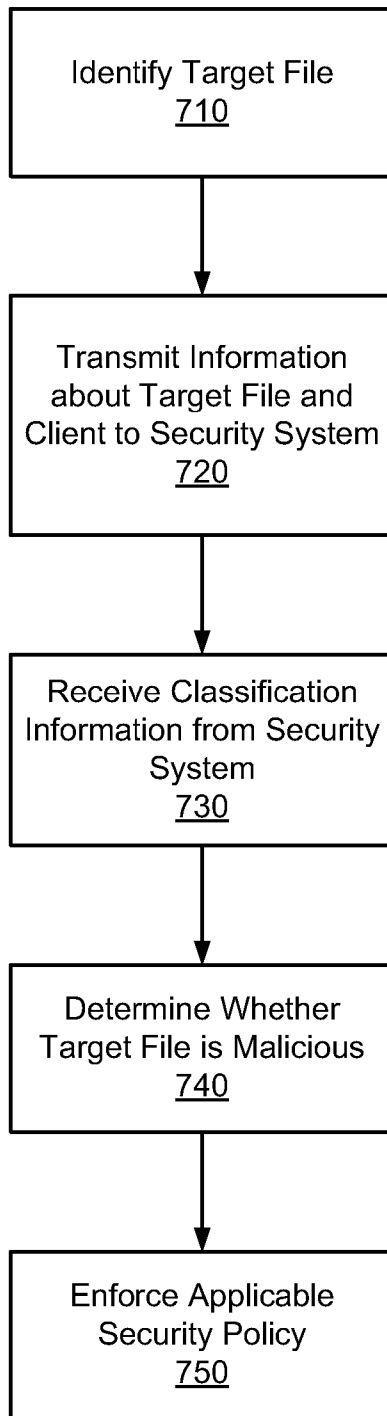 Identify Target File
710
Transmit Information
about Target File and
Client to Security System
720
Receive Classification
Information from Security
System
730
Determine Whether
Target File is Malicious
740
Enforce Applicable
Security Policy
750